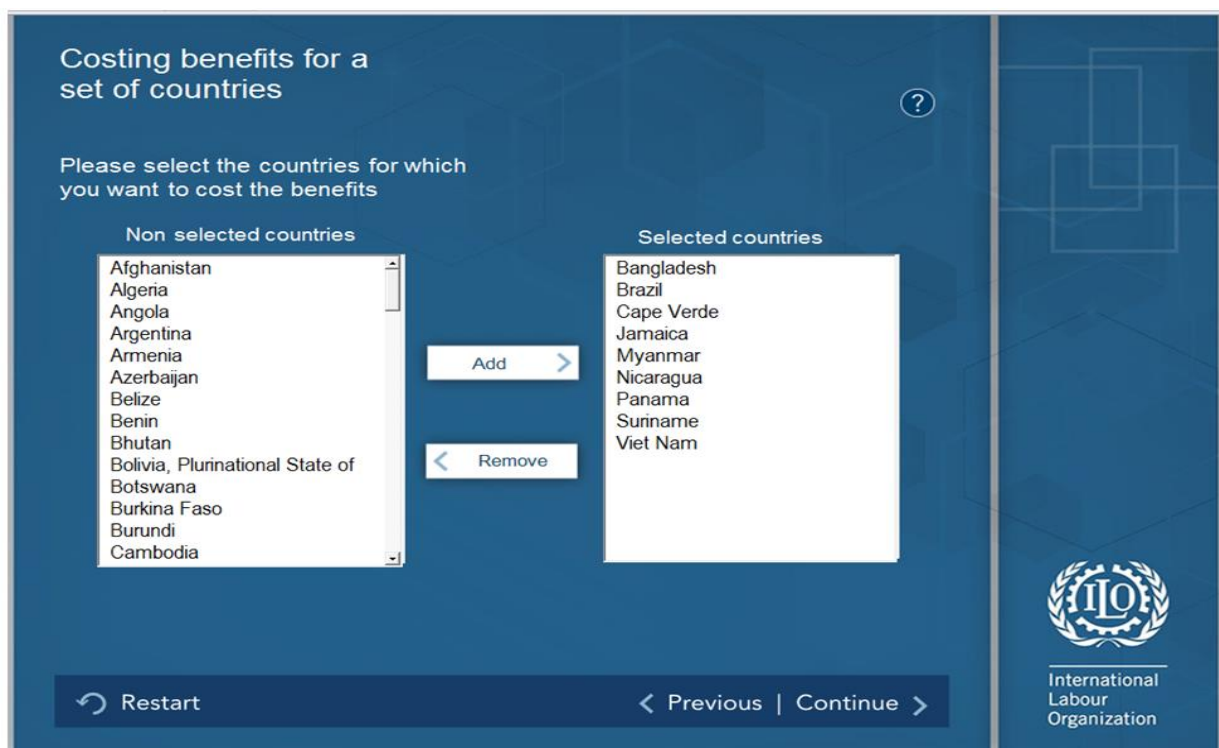 Costing benefits for a
set of countries
?
Please select the countries for which
you want to cost the benefits
Non selected countries
Afghanistan
Algeria
Angola
Argentina
Armenia
Azerbaijan
Belize
Benin
Bhutan
Bolivia, Plurinational State of
Botswana
Burkina Faso
Burundi
Cambodia
Add
Remove
Selected countries
Bangladesh
Brazil
Cape Verde
Jamaica
Myanmar
Nicaragua
Panama
Suriname
Viet Nam
Restart
Previous | Continue
ILO
International
Labour
Organization